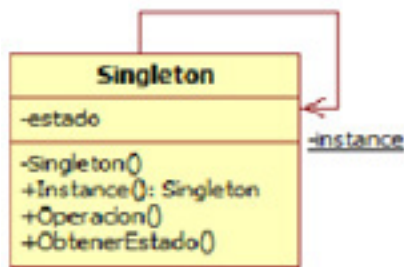 Singleton
-estado
-instance
-Singleton()
+Instance(): Singleton
+Operacion()
+ObtenerEstado()